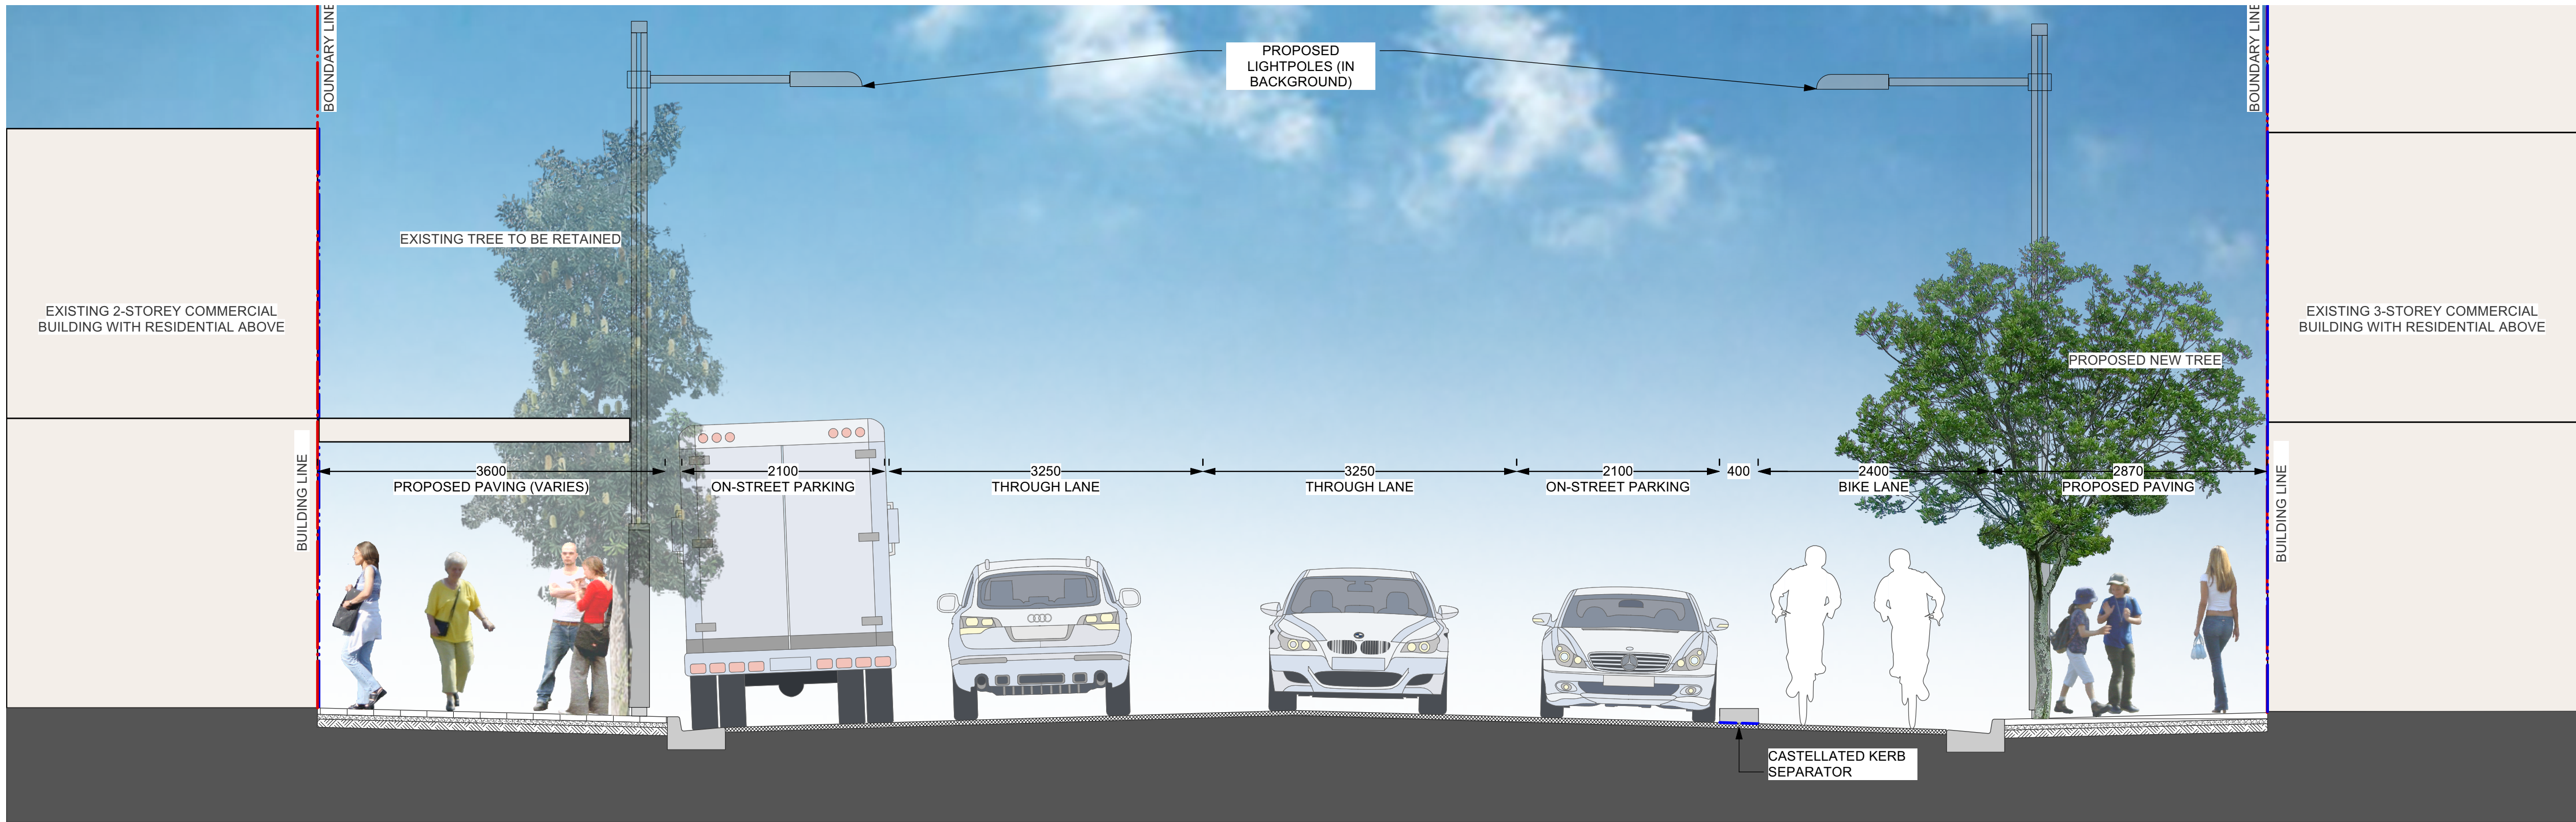 BOUNDARY LINE
BOUNDARY LINE
PROPOSED
LIGHTPOLES (IN
BACKGROUND)
EXISTING TREE TO BE RETAINED
EXISTING 2-STOREY COMMERCIAL
BUILDING WITH RESIDENTIAL ABOVE
EXISTING 3-STOREY COMMERCIAL
BUILDING WITH RESIDENTIAL ABOVE
PROPOSED NEW TREE
BUILDING LINE
3600
2100
3250
3250
2100
400
2400
2870
PROPOSED PAVING (VARIES)
ON-STREET PARKING
THROUGH LANE
THROUGH LANE
ON-STREET PARKING
BIKE LANE
PROPOSED PAVING
BUILDING LINE
CASTELLATED KERB
SEPARATOR